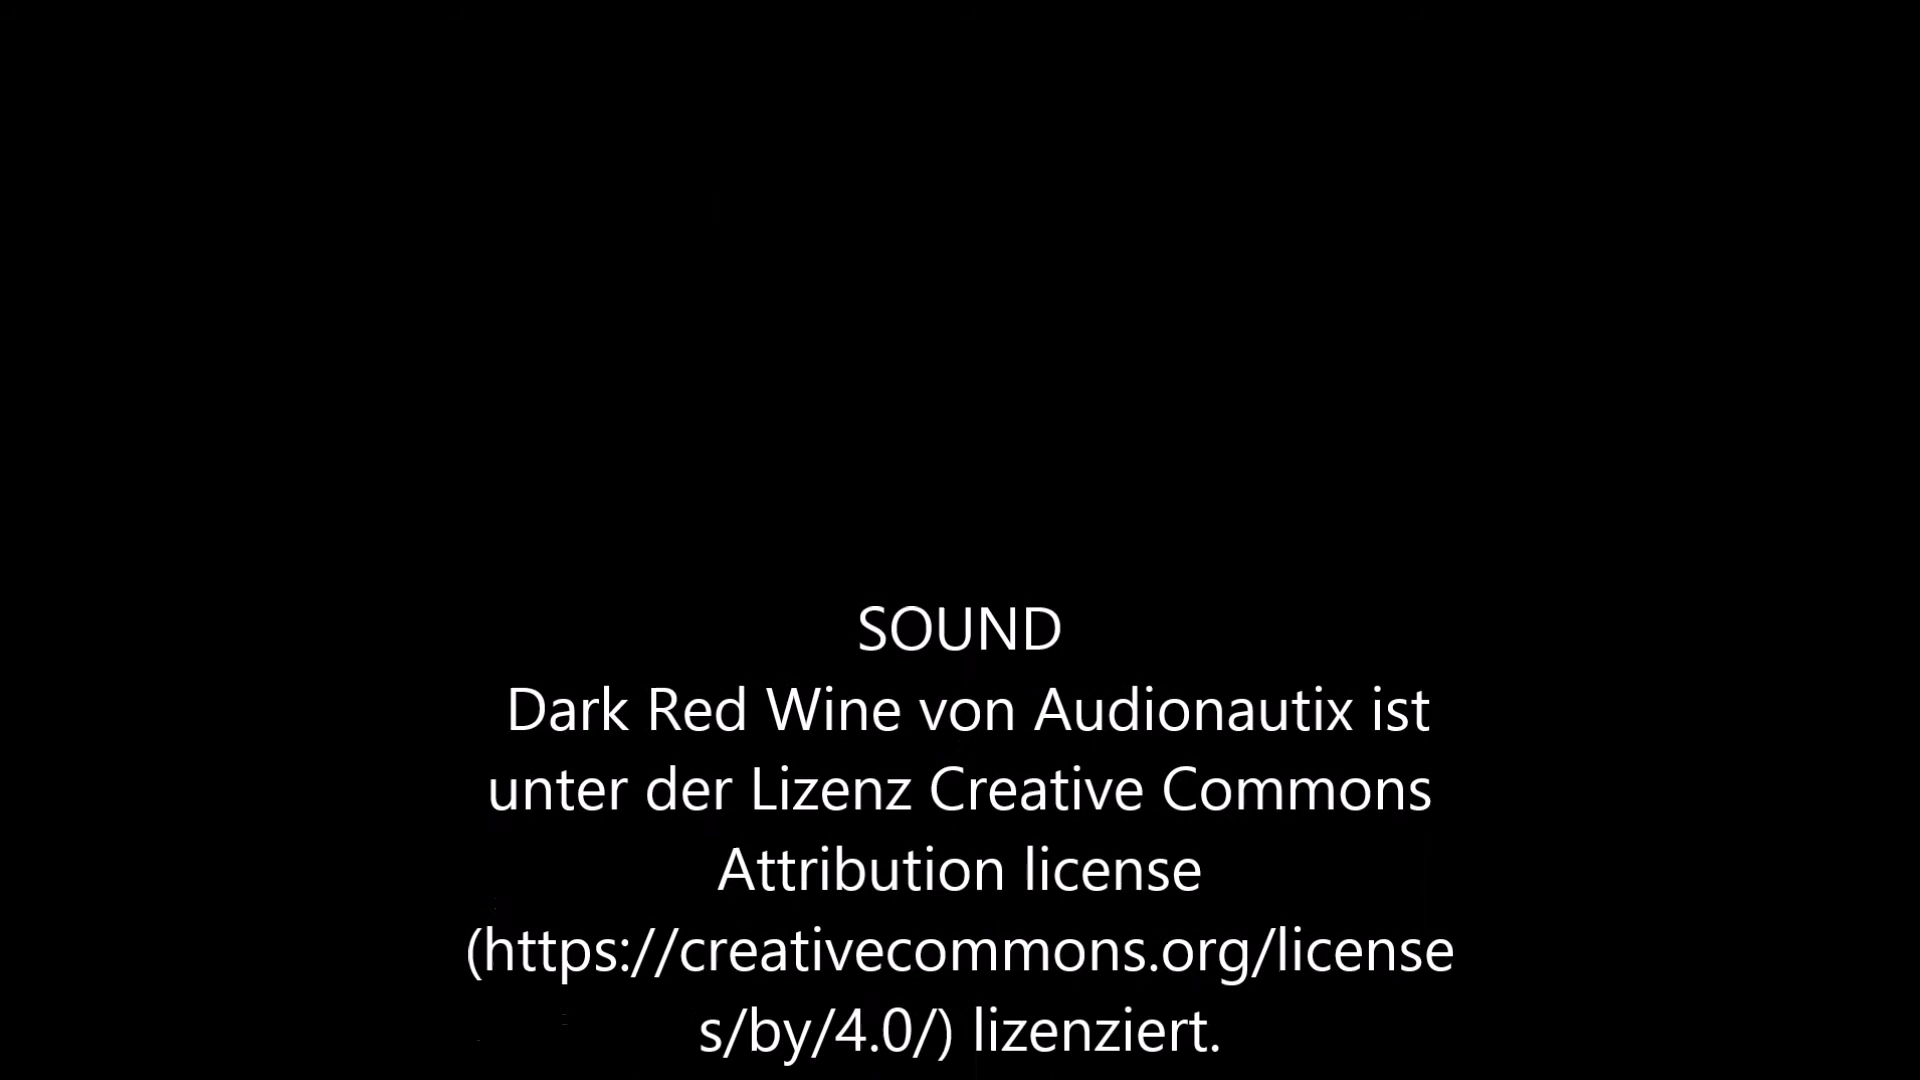 SOUND
Dark Red Wine von Audionautix ist
unter der Lizenz Creative Commons
Attribution license
(https://creativecommons.org/license
s/by/4.0/) lizenziert.